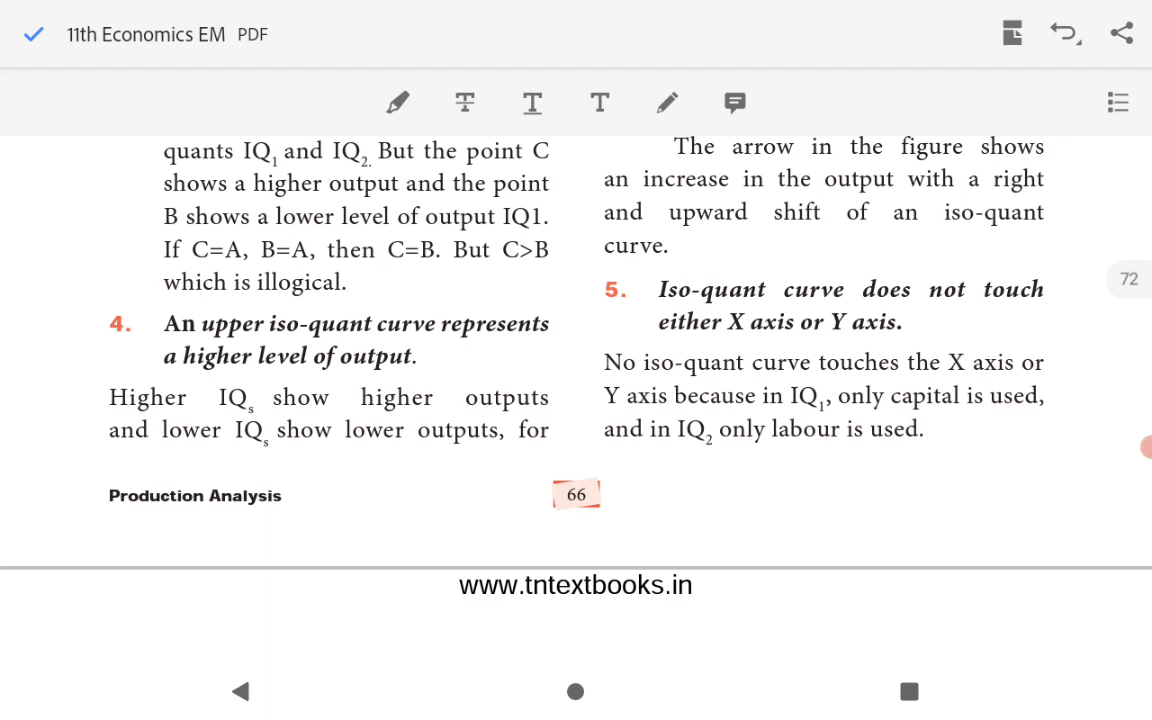 11th Economics EM PDF
quants IQ1 and IQ2. But the point C
shows a higher output and the point
B shows a lower level of output IQ1.
If C=A, B=A, then C=B. But C>B
which is illogical.
4. An upper iso-quant curve represents
a higher level of output.
Higher IQs show higher outputs
and lower IQs show lower outputs, for
The arrow in the figure shows
an increase in the output with a right
and upward shift of an iso-quant
curve.
5. Iso-quant curve does not touch
either X axis or Y axis.
No iso-quant curve touches the X axis or
Y axis because in IQ1, only capital is used,
and in IQ2 only labour is used.
72
Production Analysis
66
www.tntextbooks.in